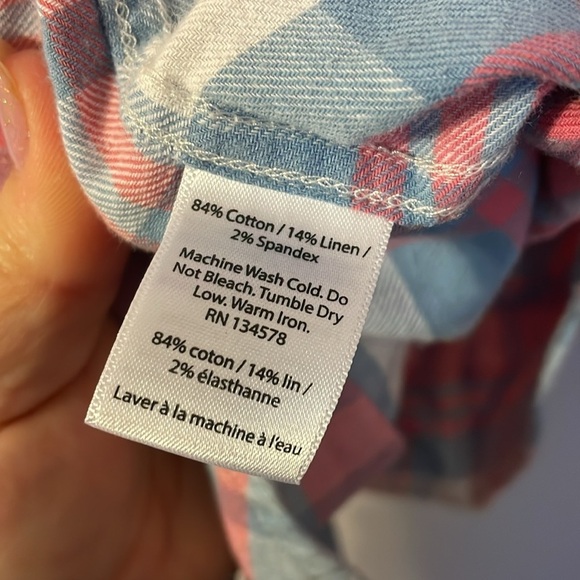 84% Cotton / 14% Linen /
2% Spandex
Machine Wash Cold. Do
Not Bleach. Tumble Dry
Low. Warm Iron.
RN 134578
84% coton / 14% lin /
2% élasthanne
Laver à la machine à l'eau